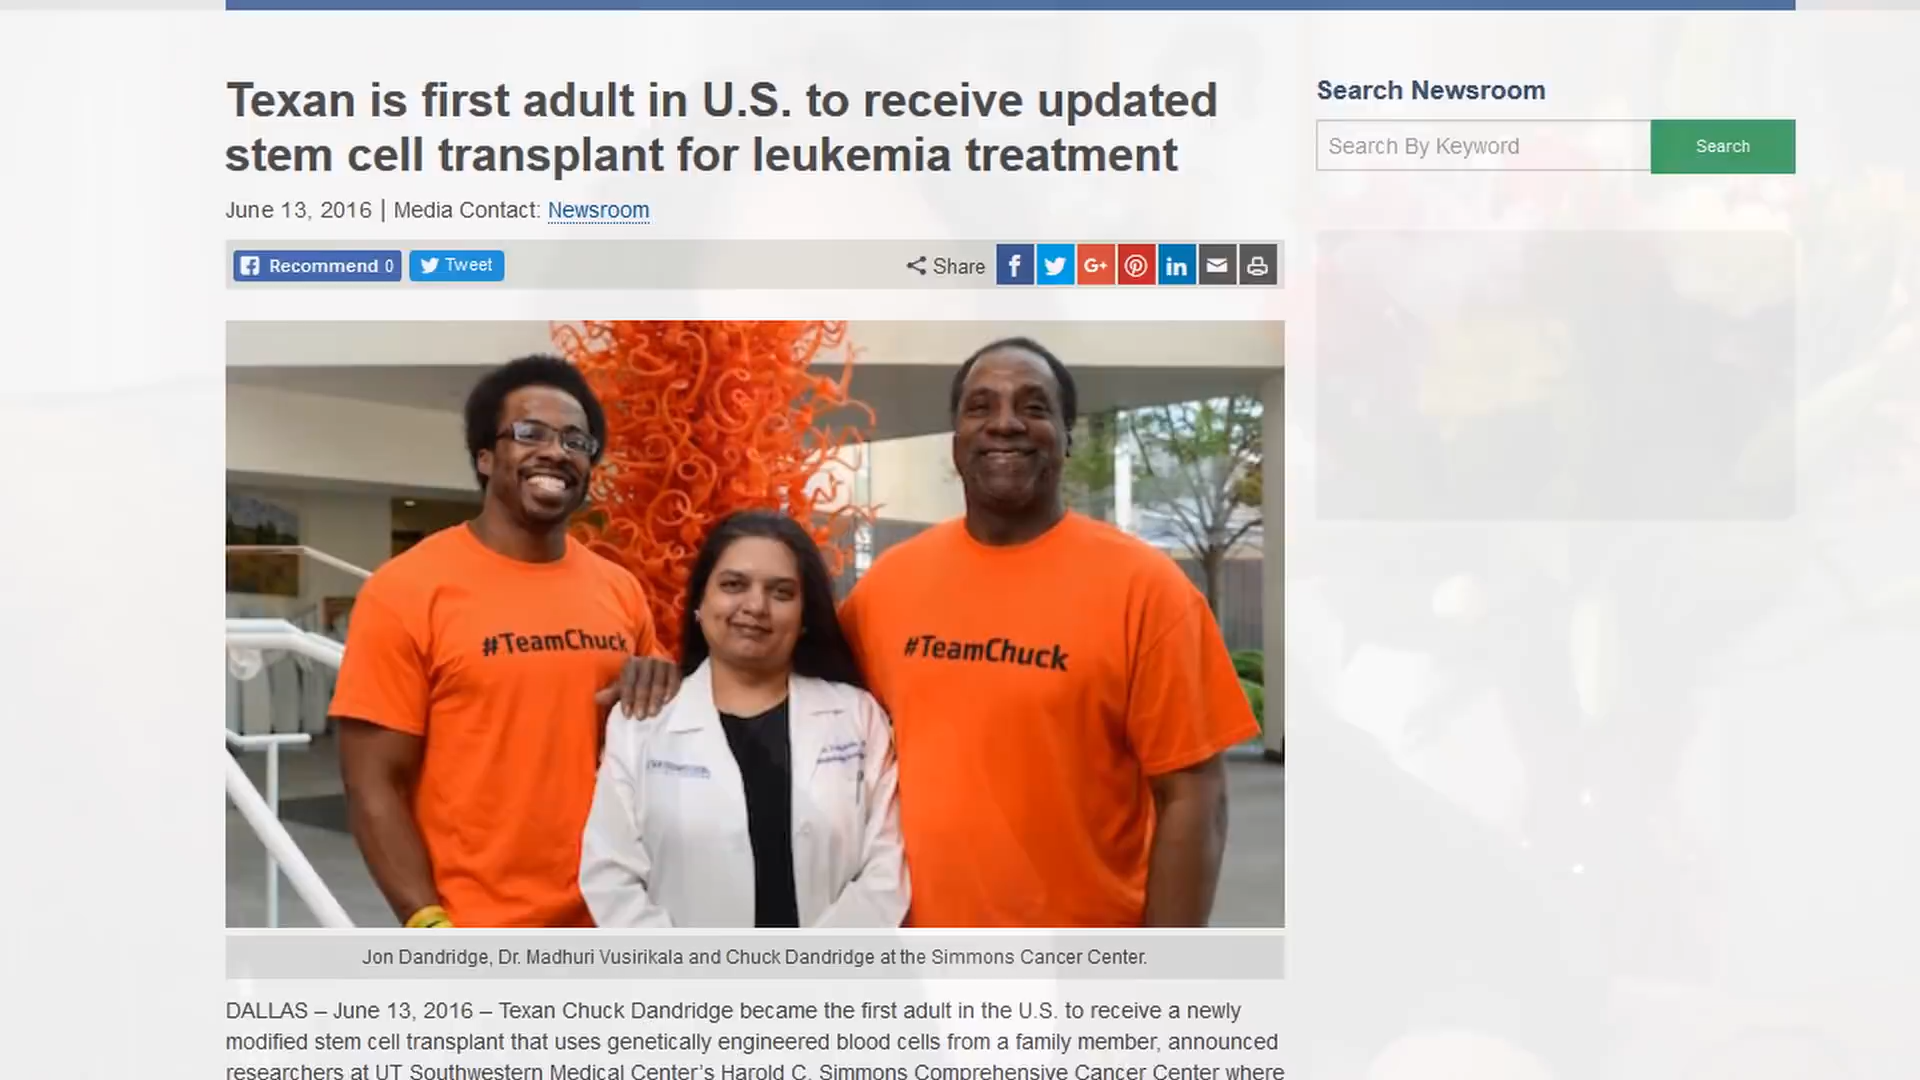 Texan is first adult in U.S. to receive updated
stem cell transplant for leukemia treatment
June 13, 2016 | Media Contact: Newsroom
Recommend 0
Tweet
Share
G+
in
Search Newsroom
Search By Keyword
Search
#TeamChuck
#TeamChuck
Jon Dandridge, Dr. Madhuri Vusirikala and Chuck Dandridge at the Simmons Cancer Center.
DALLAS – June 13, 2016 – Texan Chuck Dandridge became the first adult in the U.S. to receive a newly
modified stem cell transplant that uses genetically engineered blood cells from a family member, announced
researchers at UT Southwestern Medical Center's Harold C. Simmons Comprehensive Cancer Center where